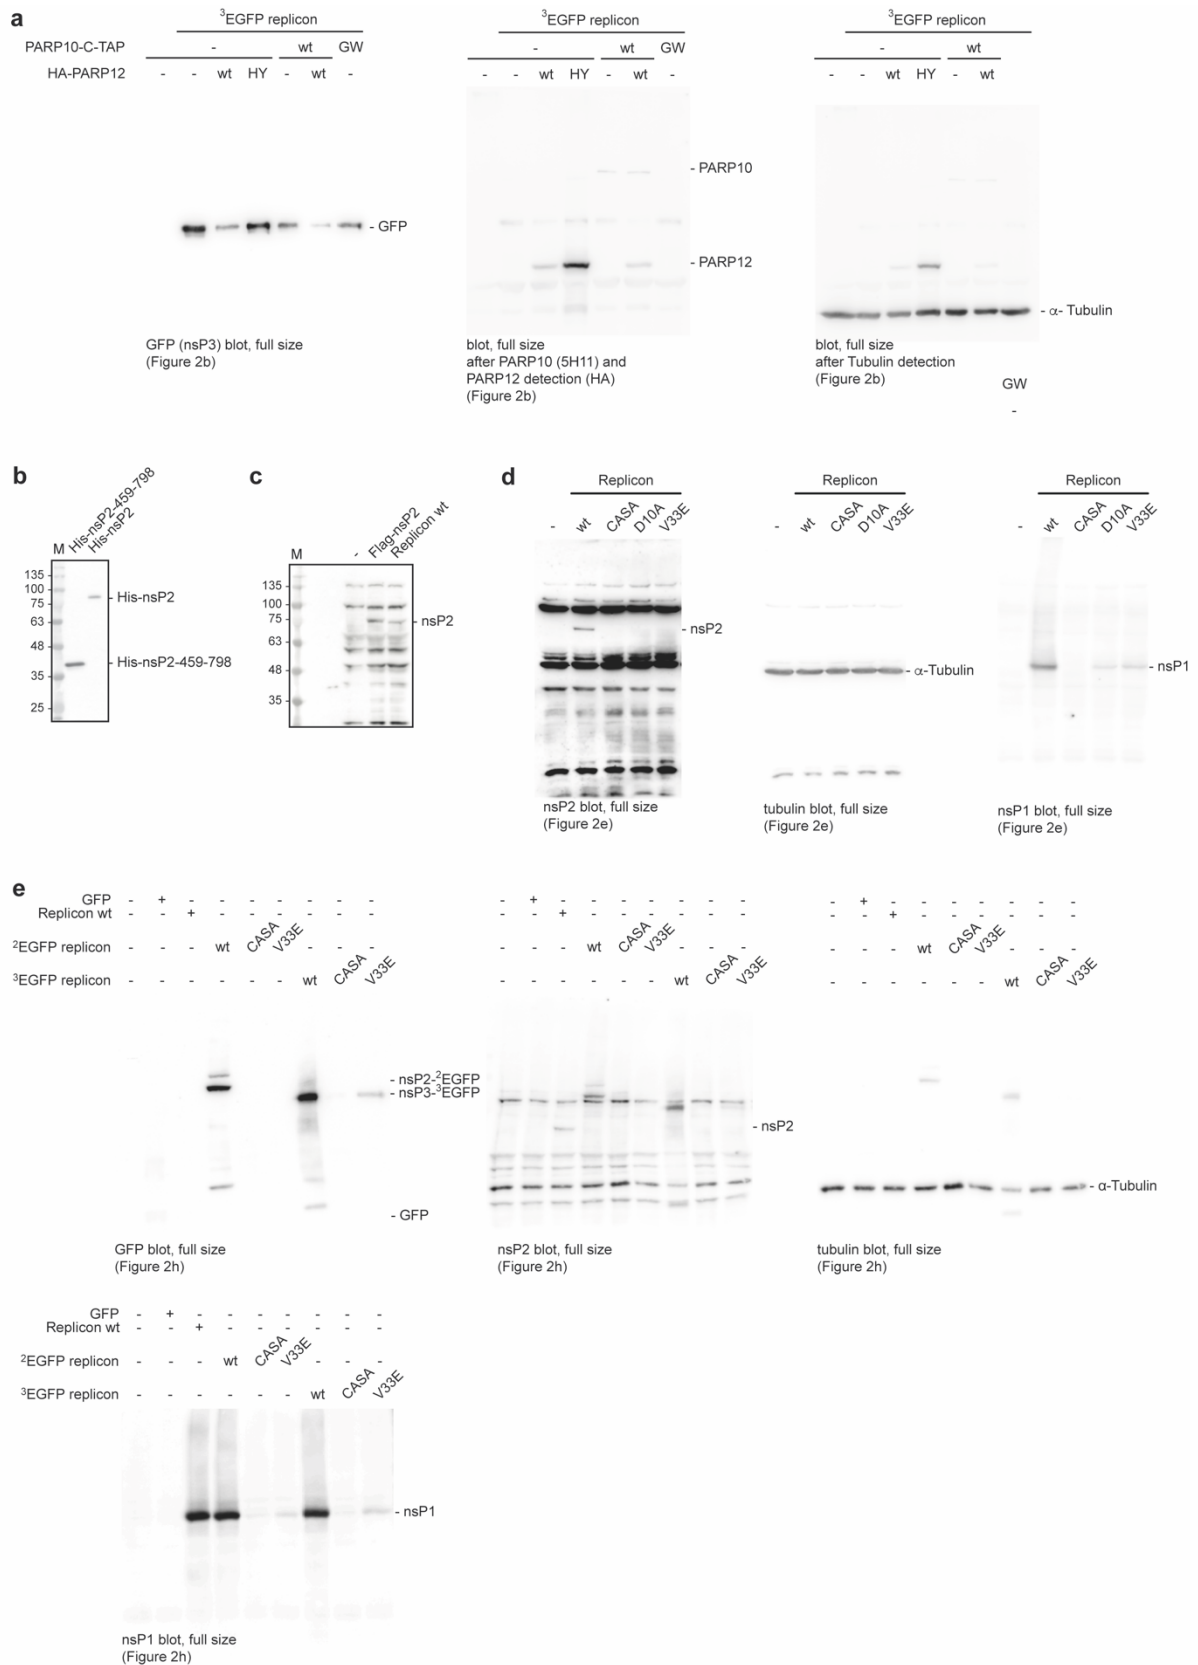 a
³EGFP replicon
PARP10-C-TAP - wt GW
HA-PARP12 - - wt HY - wt -
- GFP
GFP (nsP3) blot, full size
(Figure 2b)
³EGFP replicon
- wt GW
- - wt HY - wt -
- PARP10
- PARP12
blot, full size
after PARP10 (5H11) and
PARP12 detection (HA)
(Figure 2b)
³EGFP replicon
- wt
- - wt HY - wt
- α- Tubulin
blot, full size
after Tubulin detection
(Figure 2b)
GW
-
b
M His-nsP2-459-798 His-nsP2
135
100
75
63
48
35
25
His-nsP2
His-nsP2-459-798
c
M - Flag-nsP2 Replicon wt
135
100
75
63
48
35
nsP2
d
Replicon
- wt CASA D10A V33E
- nsP2
nsP2 blot, full size
(Figure 2e)
Replicon
- wt CASA D10A V33E
- α-Tubulin
tubulin blot, full size
(Figure 2e)
Replicon
- wt CASA D10A V33E
- nsP1
nsP1 blot, full size
(Figure 2e)
e
GFP - + - - - - - - -
Replicon wt - - + - - - - - -
²EGFP replicon - - - wt CASA V33E - - -
³EGFP replicon - - - - - - wt CASA V33E
- nsP2-²EGFP
- nsP3-³EGFP
- GFP
GFP blot, full size
(Figure 2h)
- + - - - - - - -
- - + - - - - - -
- - - wt CASA V33E - - -
- - - - - - wt CASA V33E
- nsP2
nsP2 blot, full size
(Figure 2h)
- + - - - - - - -
- - + - - - - - -
- - - wt CASA V33E - - -
- - - - - - wt CASA V33E
- α-Tubulin
tubulin blot, full size
(Figure 2h)
GFP - + - - - - - - -
Replicon wt - - + - - - - - -
²EGFP replicon - - - wt CASA V33E - - -
³EGFP replicon - - - - - - wt CASA V33E
- nsP1
nsP1 blot, full size
(Figure 2h)